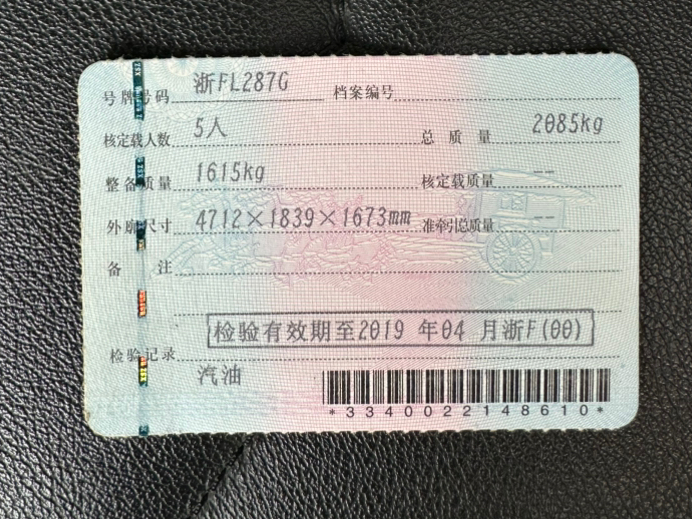 号牌号码 浙FL287G 档案编号
核定载人数 5人 总质量 2085kg
整备质量 1615kg 核定载质量 --
外廓尺寸 4712×1839×1673mm 准牵引总质量 --
备注
检验有效期至2019 年04 月浙F(00)
检验记录
汽油
*3340022148610*